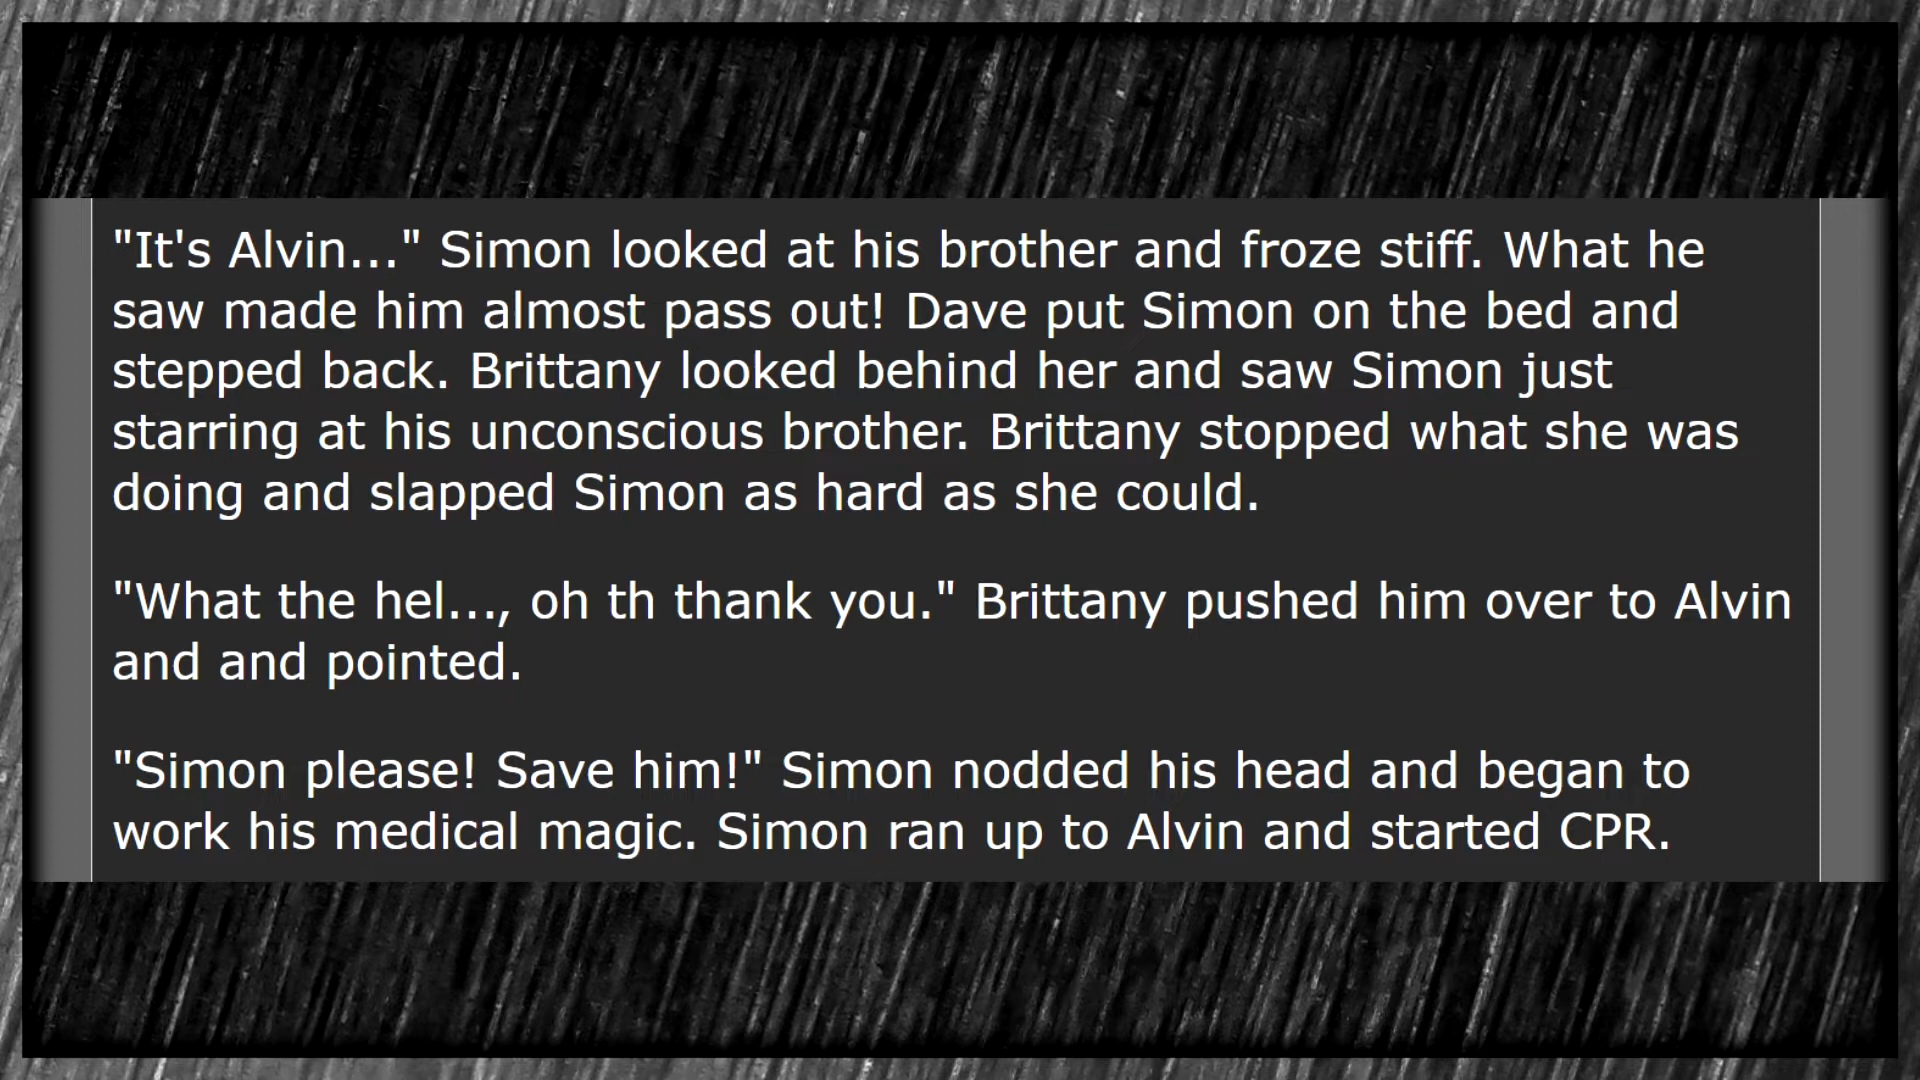 "It's Alvin..." Simon looked at his brother and froze stiff. What he
saw made him almost pass out! Dave put Simon on the bed and
stepped back. Brittany looked behind her and saw Simon just
starring at his unconscious brother. Brittany stopped what she was
doing and slapped Simon as hard as she could.
"What the hel..., oh th thank you." Brittany pushed him over to Alvin
and and pointed.
"Simon please! Save him!" Simon nodded his head and began to
work his medical magic. Simon ran up to Alvin and started CPR.